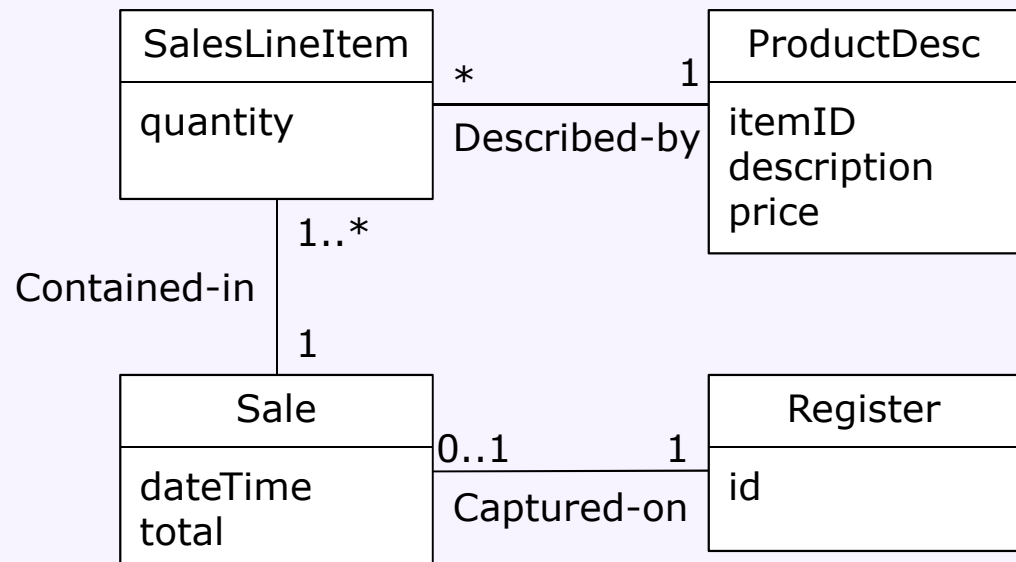 SalesLineItem
quantity
* 1
Described-by
ProductDesc
itemID
description
price
1..*
Contained-in
1
Sale
dateTime
total
0..1 1
Captured-on
Register
id